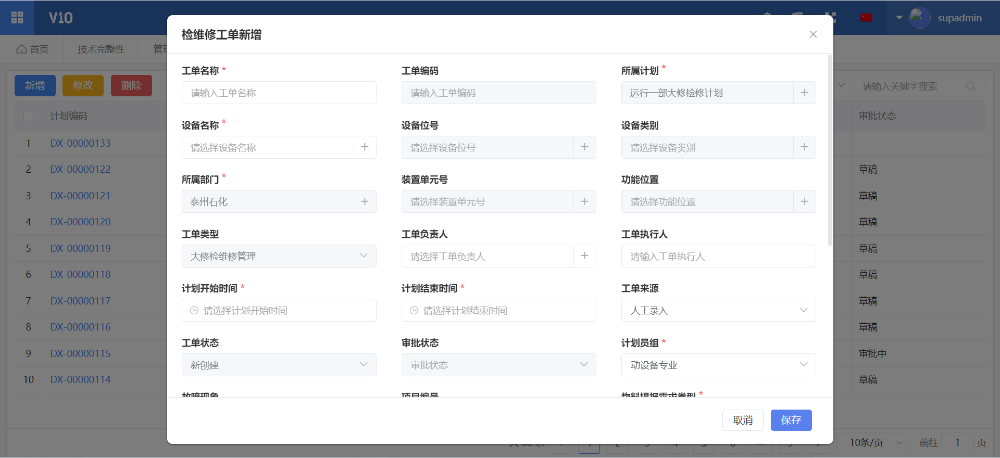 V10
supadmin
首页
技术完整性
管理
新增
修改
删除
请输入关键字搜索
计划编码
审批状态
1 DX-00000133
2 DX-00000122 草稿
3 DX-00000121 草稿
4 DX-00000120 草稿
5 DX-00000119 草稿
6 DX-00000118 草稿
7 DX-00000117 草稿
8 DX-00000116 草稿
9 DX-00000115 审批中
10 DX-00000114 草稿
检维修工单新增
工单名称 *
工单编码
所属计划 *
请输入工单名称
请输入工单编码
运行一部大修检修计划
设备名称 *
设备位号
设备类别
请选择设备名称
请选择设备位号
请选择设备类别
所属部门 *
装置单元号
功能位置
泰州石化
请选择装置单元号
请选择功能位置
工单类型
工单负责人
工单执行人
大修检维修管理
请选择工单负责人
请输入工单执行人
计划开始时间 *
计划结束时间 *
工单来源
请选择计划开始时间
请选择计划结束时间
人工录入
工单状态
审批状态
计划员组 *
新创建
审批状态
动设备专业
故障现象
项目编号
物料提报需求类型 *
取消
保存
10条/页
前往 1 页